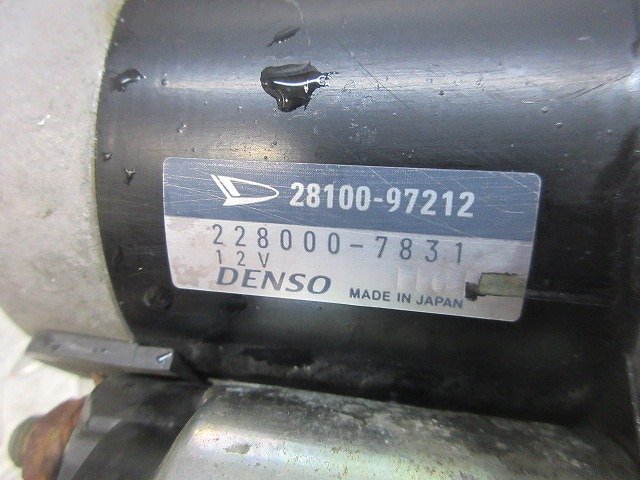 28100-97212
228000-7831
12V
DENSO MADE IN JAPAN